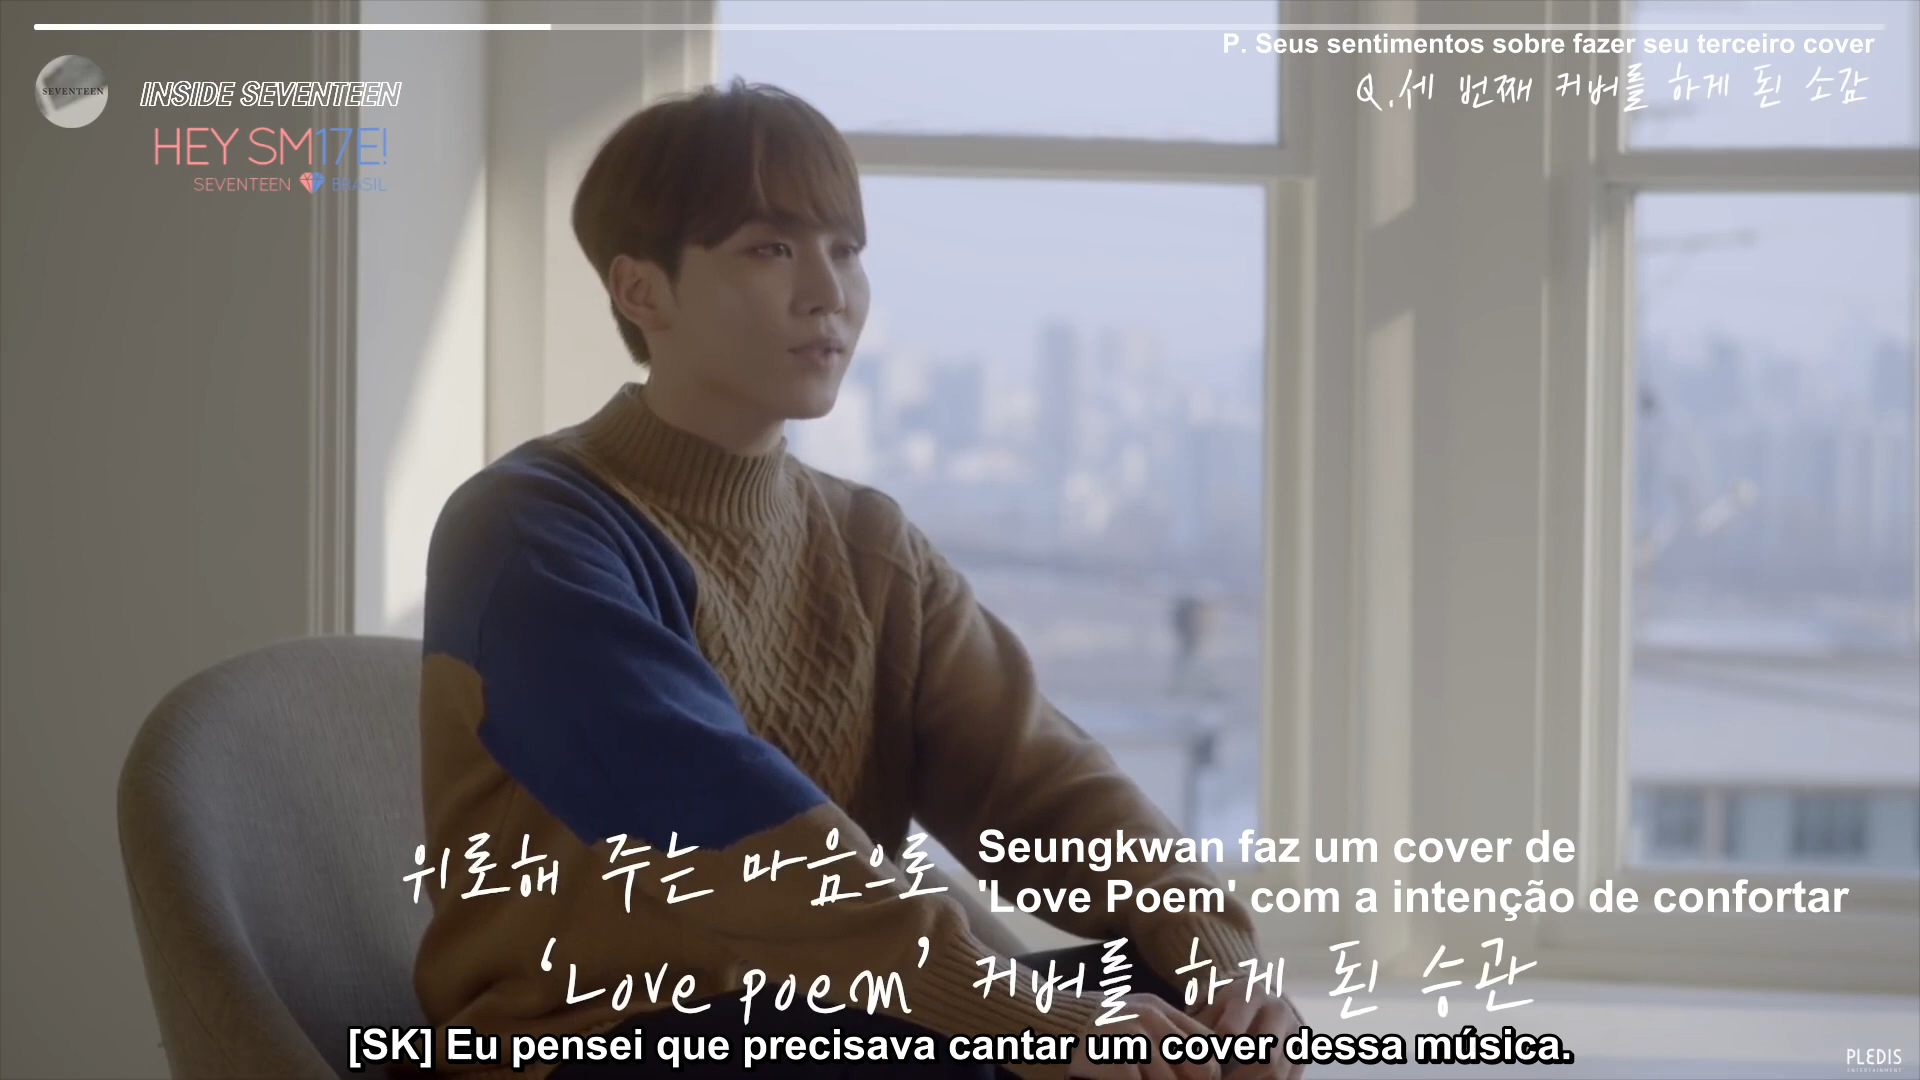 P. Seus sentimentos sobre fazer seu terceiro cover
Q.세 번째 커버를 하게 된 소감
SEVENTEEN
INSIDE SEVENTEEN
HEY SM17E!
SEVENTEEN BRASIL
위로해 주는 마음으로
Seungkwan faz um cover de
'Love Poem' com a intenção de confortar
'Love poem' 커버를 하게 된 승관
[SK] Eu pensei que precisava cantar um cover dessa música.
PLEDIS
ENTERTAINMENT